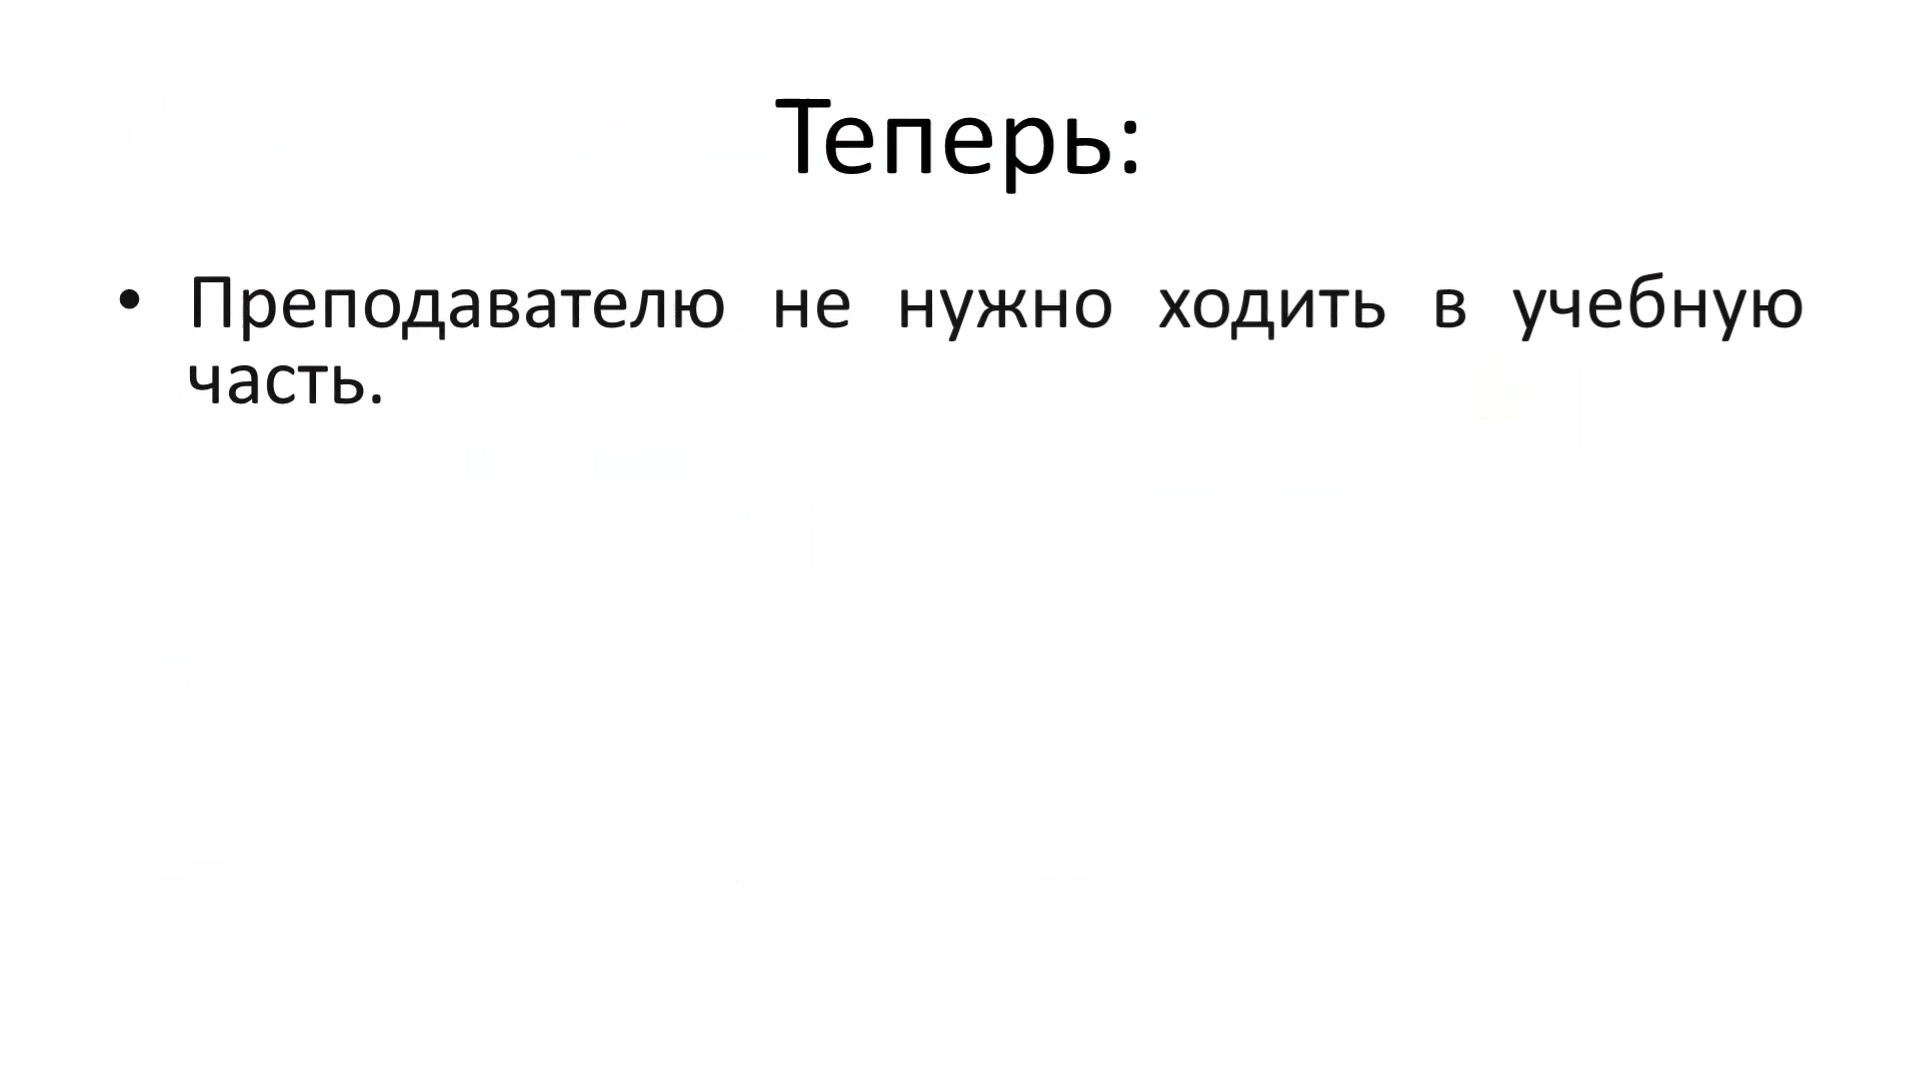 Теперь:
• Преподавателю не нужно ходить в учебную
часть.